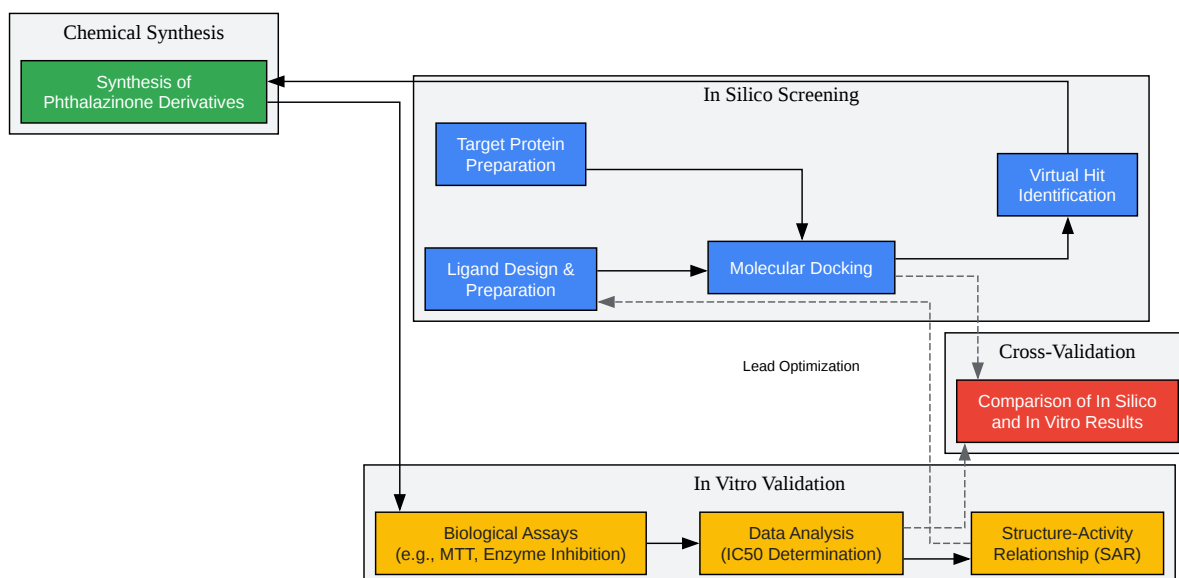 Chemical Synthesis
Synthesis of
Phthalazinone Derivatives
In Silico Screening
Target Protein
Preparation
Virtual Hit
Identification
Ligand Design &
Preparation
Molecular Docking
Lead Optimization
Cross-Validation
Comparison of In Silico
and In Vitro Results
In Vitro Validation
Biological Assays
(e.g., MTT, Enzyme Inhibition)
Data Analysis
(IC50 Determination)
Structure-Activity
Relationship (SAR)